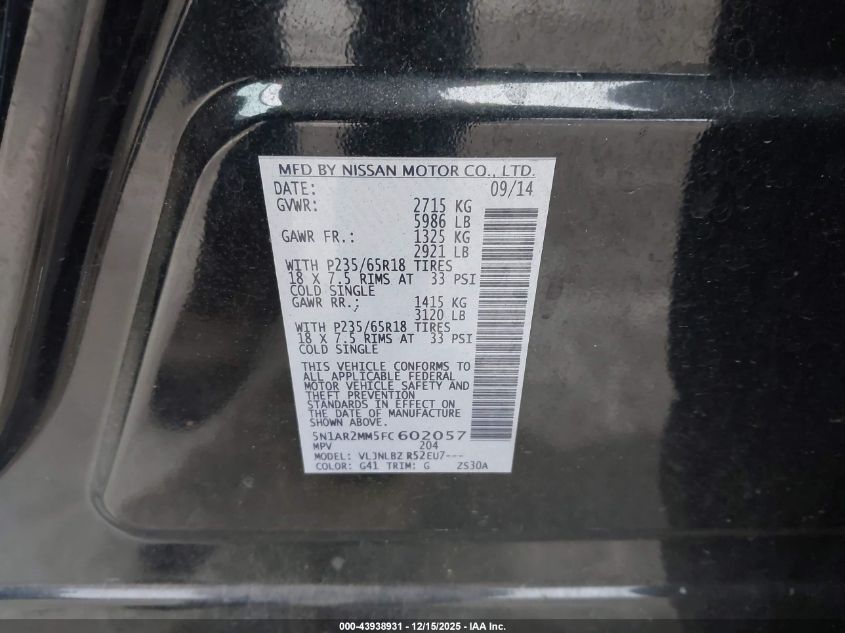 MFD BY NISSAN MOTOR CO., LTD.
DATE: 09/14
GVWR: 2715 KG
5986 LB
GAWR FR.: 1325 KG
2921 LB
WITH P235/65R18 TIRES
18 X 7.5 RIMS AT 33 PSI
COLD SINGLE
GAWR RR.; 1415 KG
3120 LB
WITH P235/65R18 TIRES
18 X 7.5 RIMS AT 33 PSI
COLD SINGLE
THIS VEHICLE CONFORMS TO
ALL APPLICABLE FEDERAL
MOTOR VEHICLE SAFETY AND
THEFT PREVENTION
STANDARDS IN EFFECT ON
THE DATE OF MANUFACTURE
SHOWN ABOVE.
5N1AR2MM5FC602057
MPV 204
MODEL: VLJNLBZ R52EU7---
COLOR: G41 TRIM: G ZS30A
000-43938931 - 12/15/2025 - IAA Inc.